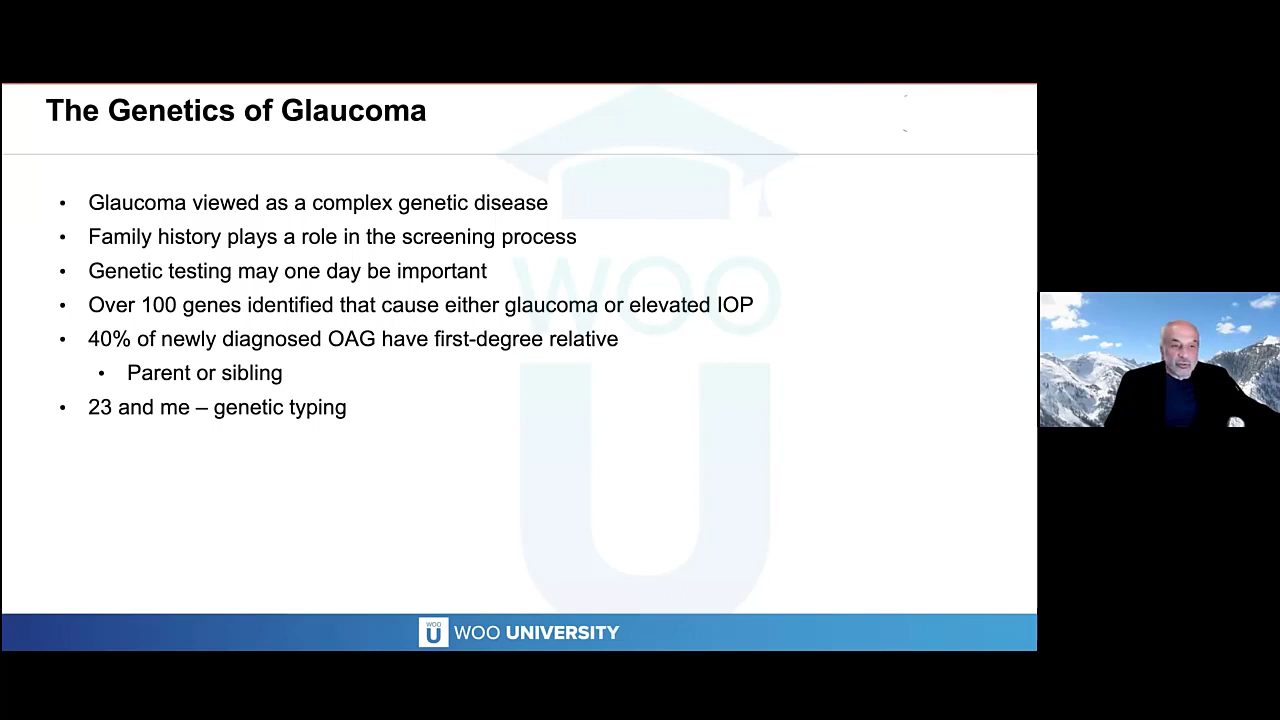 The Genetics of Glaucoma
• Glaucoma viewed as a complex genetic disease
• Family history plays a role in the screening process
• Genetic testing may one day be important
• Over 100 genes identified that cause either glaucoma or elevated IOP
• 40% of newly diagnosed OAG have first-degree relative
• Parent or sibling
• 23 and me – genetic typing
WOO
U
WOO
U
WOO UNIVERSITY